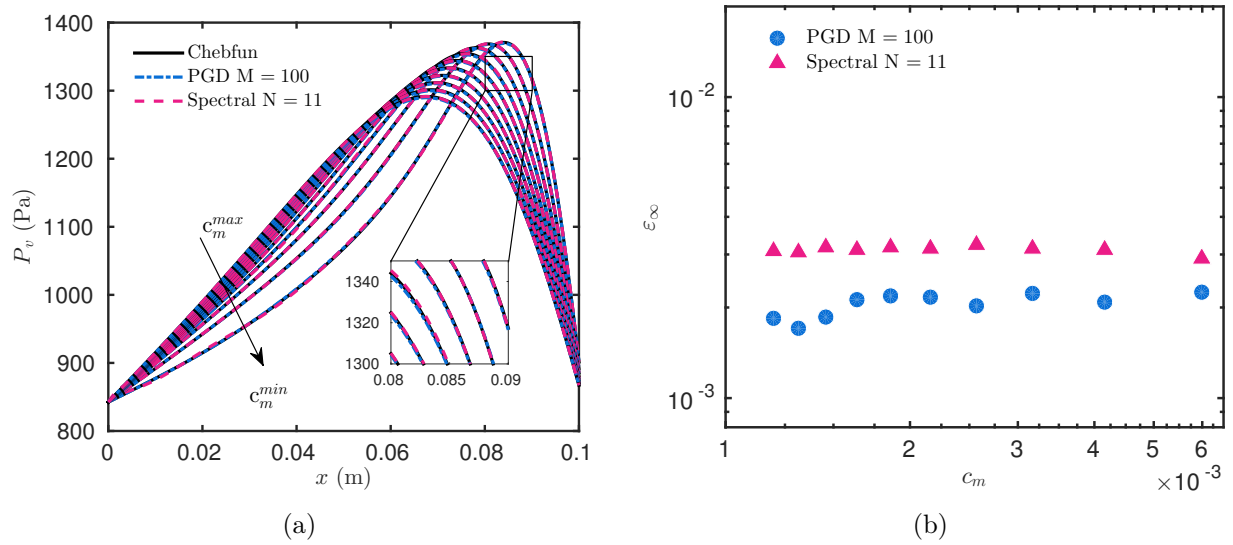 1400
1300
1200
1100
1000
900
800
P_v (Pa)
Chebfun
PGD M = 100
Spectral N = 11
c_m^{max}
c_m^{min}
1340
1320
1300
0.08 0.085 0.09
0 0.02 0.04 0.06 0.08 0.1
x (m)
(a)
PGD M = 100
Spectral N = 11
10^{-2}
10^{-3}
ε_∞
1 2 3 4 5 6
×10^{-3}
c_m
(b)